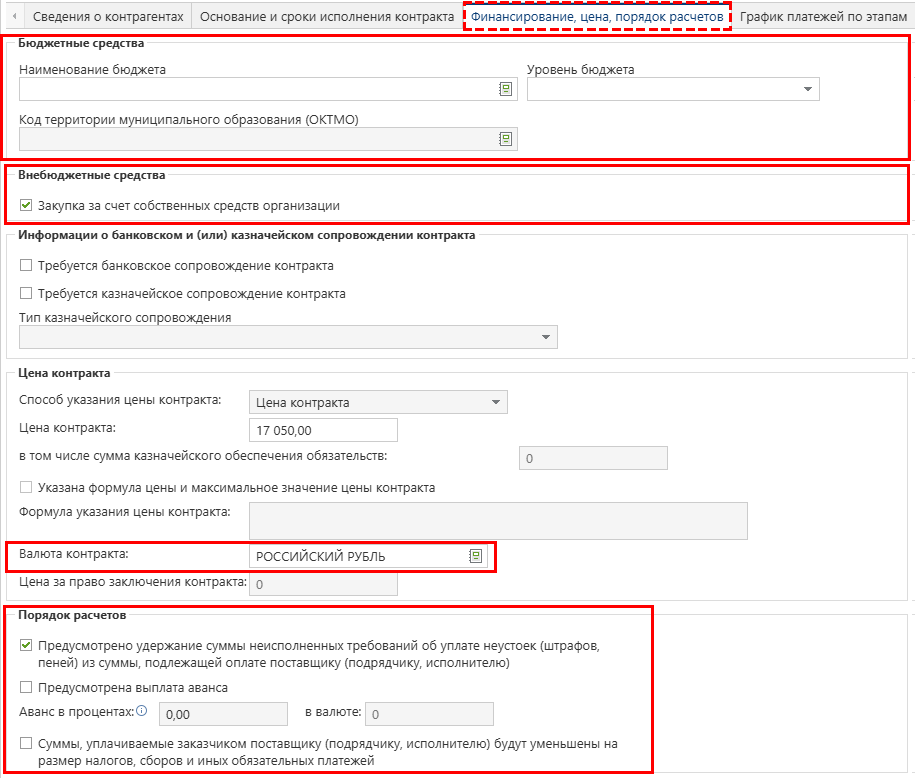 Сведения о контрагентах
Основание и сроки исполнения контракта
Финансирование, цена, порядок расчетов
График платежей по этапам
Бюджетные средства
Наименование бюджета
Уровень бюджета
Код территории муниципального образования (ОКТМО)
Внебюджетные средства
Закупка за счет собственных средств организации
Информации о банковском и (или) казначейском сопровождении контракта
Требуется банковское сопровождение контракта
Требуется казначейское сопровождение контракта
Тип казначейского сопровождения
Цена контракта
Способ указания цены контракта: Цена контракта
Цена контракта: 17 050,00
в том числе сумма казначейского обеспечения обязательств: 0
Указана формула цены и максимальное значение цены контракта
Формула указания цены контракта:
Валюта контракта: РОССИЙСКИЙ РУБЛЬ
Цена за право заключения контракта: 0
Порядок расчетов
Предусмотрено удержание суммы неисполненных требований об уплате неустоек (штрафов,
пеней) из суммы, подлежащей оплате поставщику (подрядчику, исполнителю)
Предусмотрена выплата аванса
Аванс в процентах: 0,00 в валюте: 0
Суммы, уплачиваемые заказчиком поставщику (подрядчику, исполнителю) будут уменьшены на
размер налогов, сборов и иных обязательных платежей